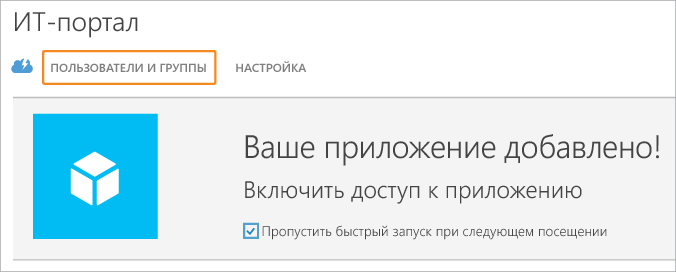 ИТ-портал
ПОЛЬЗОВАТЕЛИ И ГРУППЫ НАСТРОЙКА
Ваше приложение добавлено!
Включить доступ к приложению
Пропустить быстрый запуск при следующем посещении